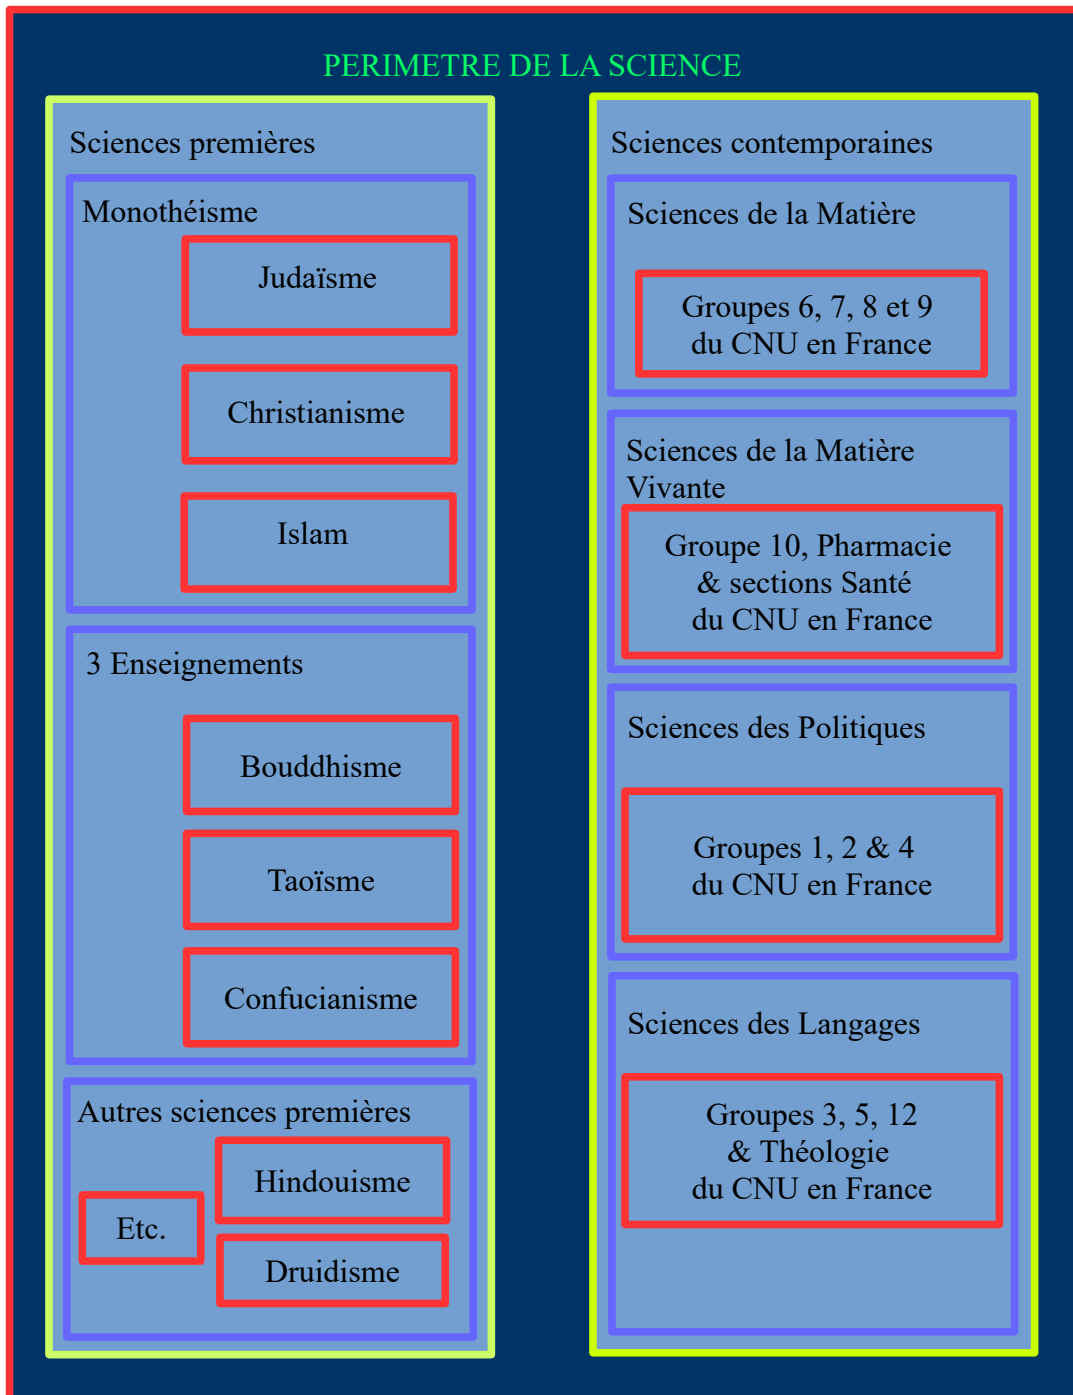 PERIMETRE DE LA SCIENCE
Sciences premières
Monothéisme
Judaïsme
Christianisme
Islam
3 Enseignements
Bouddhisme
Taoïsme
Confucianisme
Autres sciences premières
Hindouisme
Etc.
Druidisme
Sciences contemporaines
Sciences de la Matière
Groupes 6, 7, 8 et 9
du CNU en France
Sciences de la Matière
Vivante
Groupe 10, Pharmacie
& sections Santé
du CNU en France
Sciences des Politiques
Groupes 1, 2 & 4
du CNU en France
Sciences des Langages
Groupes 3, 5, 12
& Théologie
du CNU en France